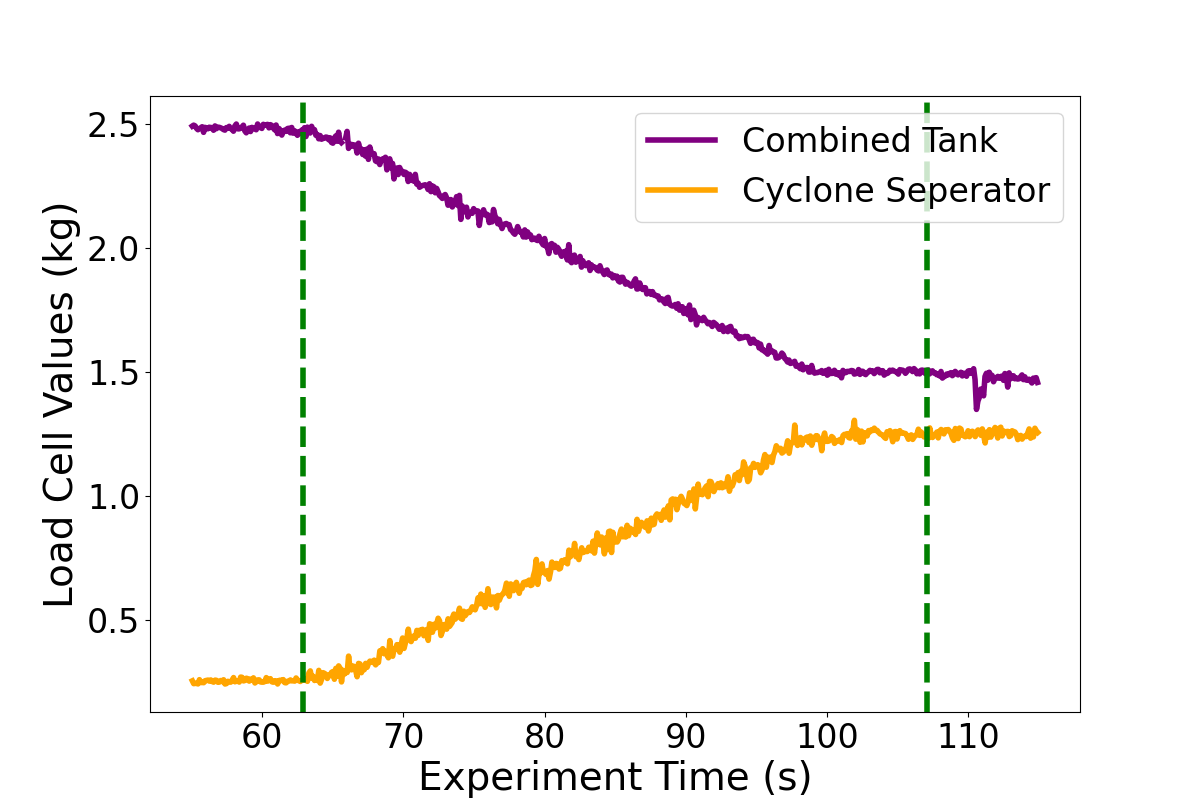 Combined Tank
Cyclone Seperator
Load Cell Values (kg)
2.5
2.0
1.5
1.0
0.5
60 70 80 90 100 110
Experiment Time (s)